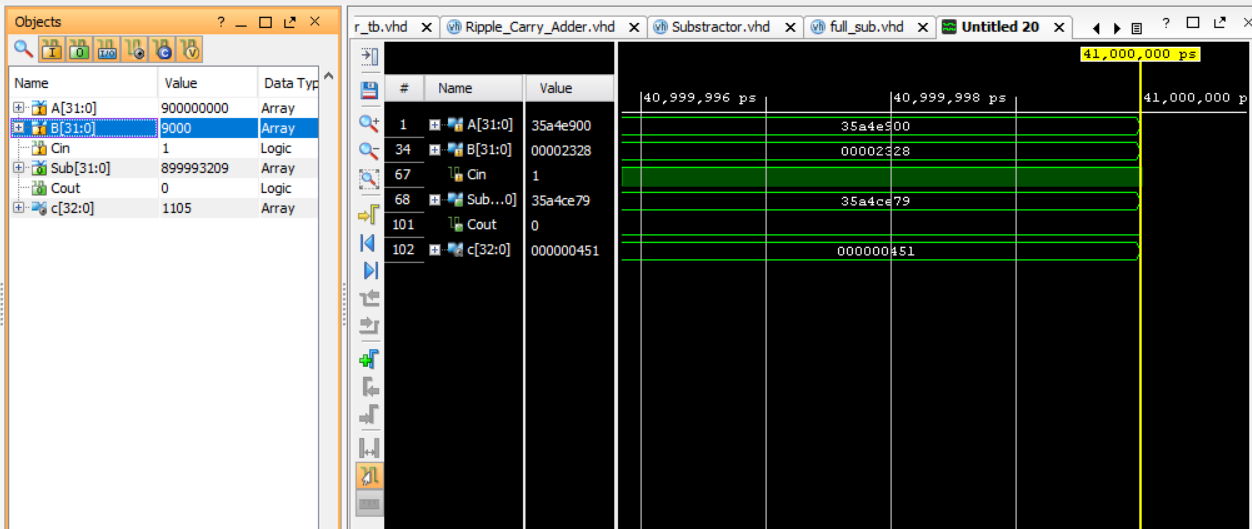 Objects ? _ □ ×
Name Value Data Typ
A[31:0] 900000000 Array
B[31:0] 9000 Array
Cin 1 Logic
Sub[31:0] 899993209 Array
Cout 0 Logic
c[32:0] 1105 Array
r_tb.vhd × Ripple_Carry_Adder.vhd × Substractor.vhd × full_sub.vhd × Untitled 20 × ?
41,000,000 ps
# Name Value
40,999,996 ps 40,999,998 ps 41,000,000 p
1 A[31:0] 35a4e900 35a4e900
34 B[31:0] 00002328 00002328
67 Cin 1
68 Sub...0] 35a4ce79 35a4ce79
101 Cout 0
102 c[32:0] 000000451 000000451